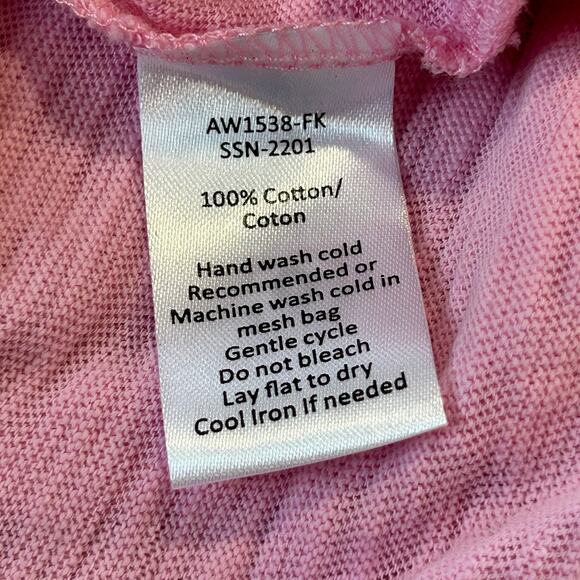 AW1538-FK
SSN-2201
100% Cotton/
Coton
Hand wash cold
Recommended or
Machine wash cold in
mesh bag
Gentle cycle
Do not bleach
Lay flat to dry
Cool Iron If needed